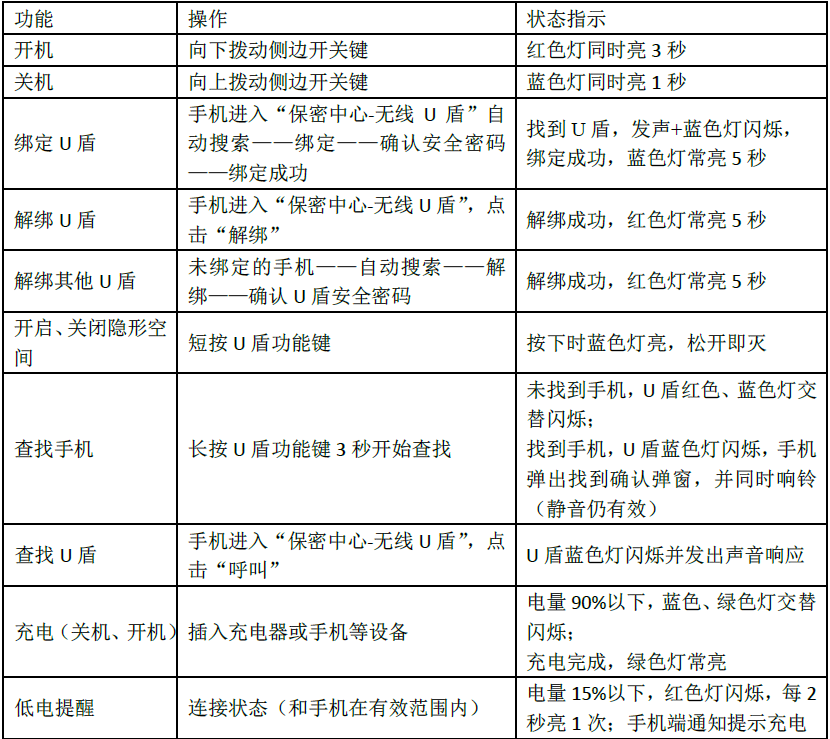 功能 操作 状态指示
开机 向下拨动侧边开关键 红色灯同时亮 3 秒
关机 向上拨动侧边开关键 蓝色灯同时亮 1 秒
绑定 U 盾
手机进入“保密中心-无线 U 盾”自
动搜索——绑定——确认安全密码
——绑定成功
找到 U 盾，发声+蓝色灯闪烁，
绑定成功，蓝色灯常亮 5 秒
解绑 U 盾
手机进入“保密中心-无线 U 盾”，点
击“解绑”
解绑成功，红色灯常亮 5 秒
解绑其他 U 盾
未绑定的手机——自动搜索——解
绑——确认 U 盾安全密码
解绑成功，红色灯常亮 5 秒
开启、关闭隐形空
间
短按 U 盾功能键
按下时蓝色灯亮，松开即灭
查找手机
长按 U 盾功能键 3 秒开始查找
未找到手机，U 盾红色、蓝色灯交
替闪烁；
找到手机，U 盾蓝色灯闪烁，手机
弹出找到确认弹窗，并同时响铃
（静音仍有效）
查找 U 盾
手机进入“保密中心-无线 U 盾”，点
击“呼叫”
U 盾蓝色灯闪烁并发出声音响应
充电（关机、开机）
插入充电器或手机等设备
电量 90%以下，蓝色、绿色灯交替
闪烁；
充电完成，绿色灯常亮
低电提醒
连接状态（和手机在有效范围内）
电量 15%以下，红色灯闪烁，每 2
秒亮 1 次；手机端通知提示充电